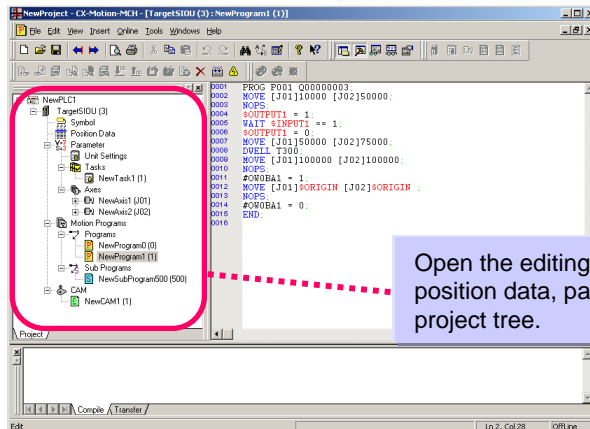 NewProject - CX-Motion-MCH - [TargetSIOU (3) : NewProgram1 (1)]
File Edit View Insert Online Tools Windows Help
NewPLC1
TargetSIOU (3)
Symbol
Position Data
Parameter
Unit Settings
Tasks
NewTask1 (1)
Axes
NewAxis1 (J01)
NewAxis2 (J02)
Motion Programs
Programs
NewProgram0 (0)
NewProgram1 (1)
Sub Programs
NewSubProgram500 (500)
CAM
NewCAM1 (1)
Project
0001 PROG P001 Q00000003;
0002 MOVE [J01]10000 [J02]50000;
0003 NOPS;
0004 $OUTPUT1 = 1;
0005 WAIT $INPUT1 == 1;
0006 $OUTPUT1 = 0;
0007 MOVE [J01]50000 [J02]75000;
0008 DWELL T300;
0009 MOVE [J01]100000 [J02]100000;
0010 NOPS;
0011 #OW0BA1 = 1;
0012 MOVE [J01]$ORIGIN [J02]$ORIGIN ;
0013 NOPS;
0014 #OW0BA1 = 0;
0015 END;
0016
Open the editing
position data, pa
project tree.
Compile Transfer
Edit Ln 2, Col 28 OffLine